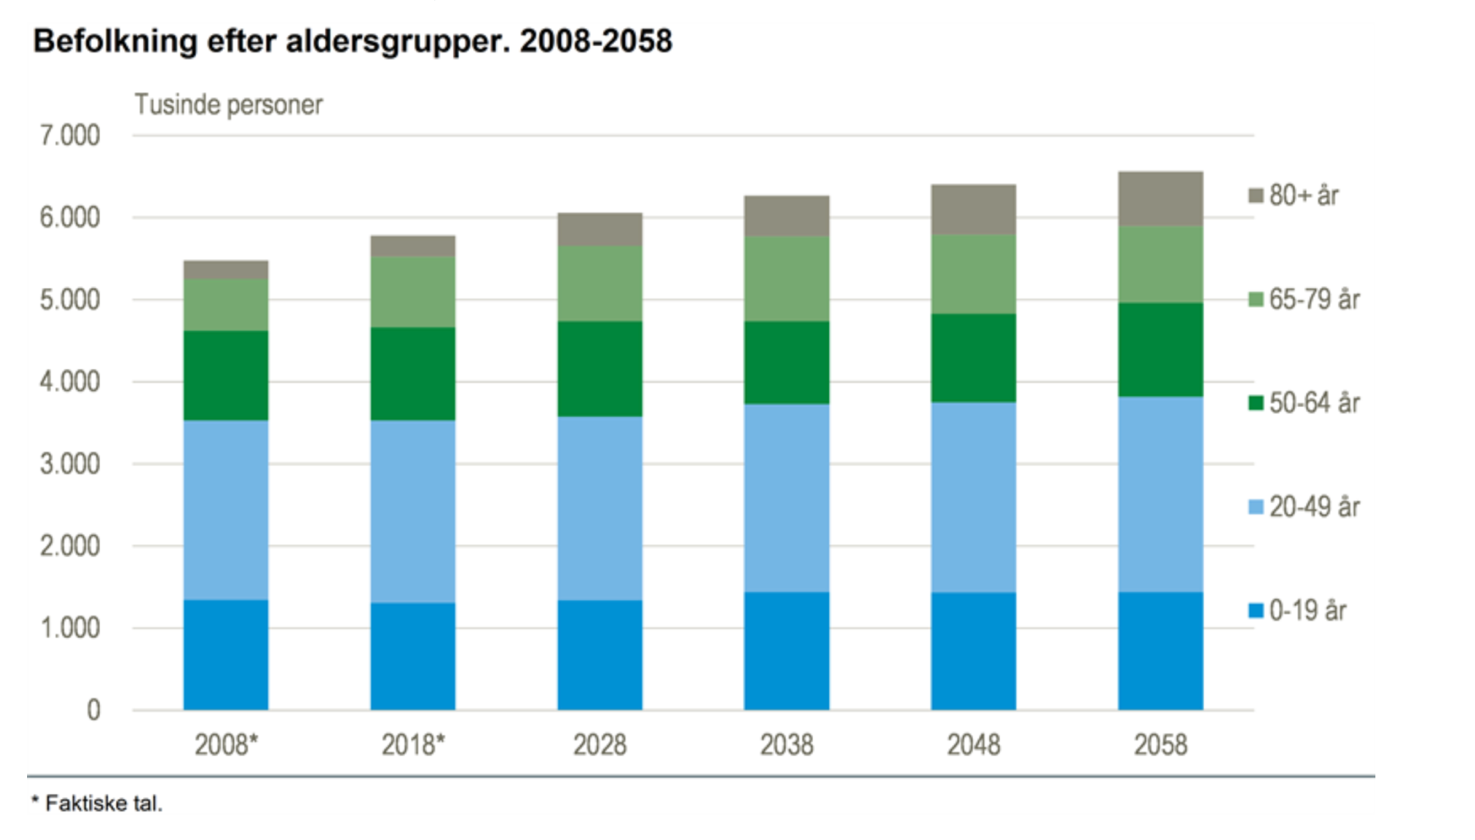 Befolkning efter aldersgrupper. 2008-2058
Tusinde personer
7.000
6.000
5.000
4.000
3.000
2.000
1.000
0
80+ år
65-79 år
50-64 år
20-49 år
0-19 år
2008* 2018* 2028 2038 2048 2058
* Faktiske tal.